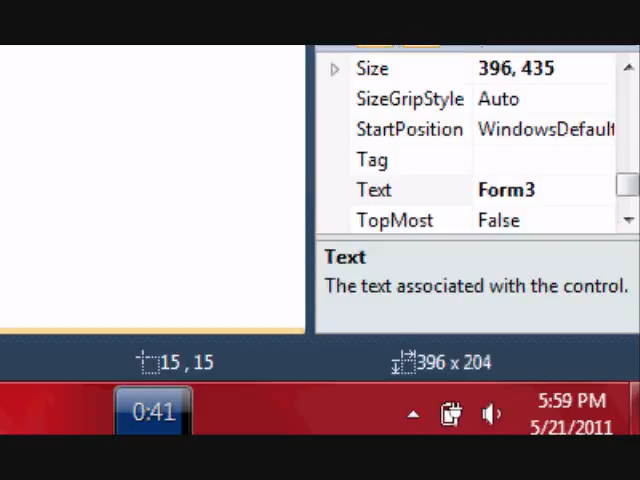 Size 396, 435
SizeGripStyle Auto
StartPosition WindowsDefault
Tag
Text Form3
TopMost False
Text
The text associated with the control.
15 , 15 396 x 204
0:41 5:59 PM
5/21/2011